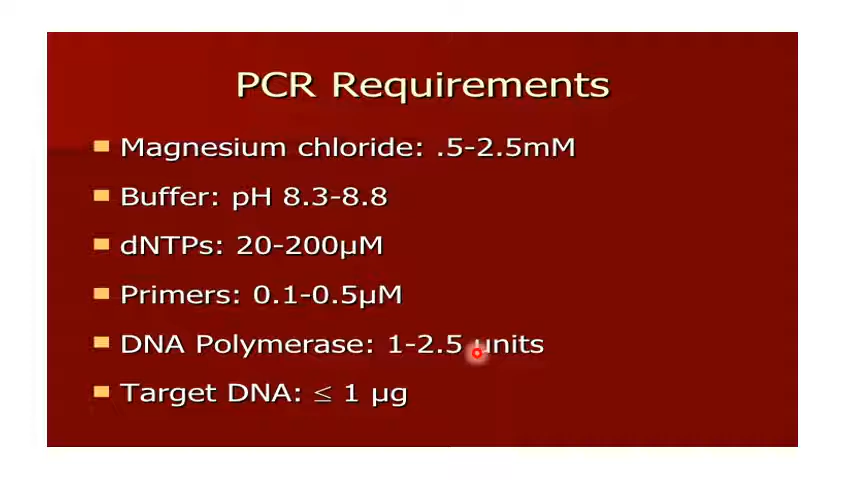 PCR Requirements
Magnesium chloride: .5-2.5mM
Buffer: pH 8.3-8.8
dNTPs: 20-200μM
Primers: 0.1-0.5μM
DNA Polymerase: 1-2.5 units
Target DNA: ≤ 1 μg